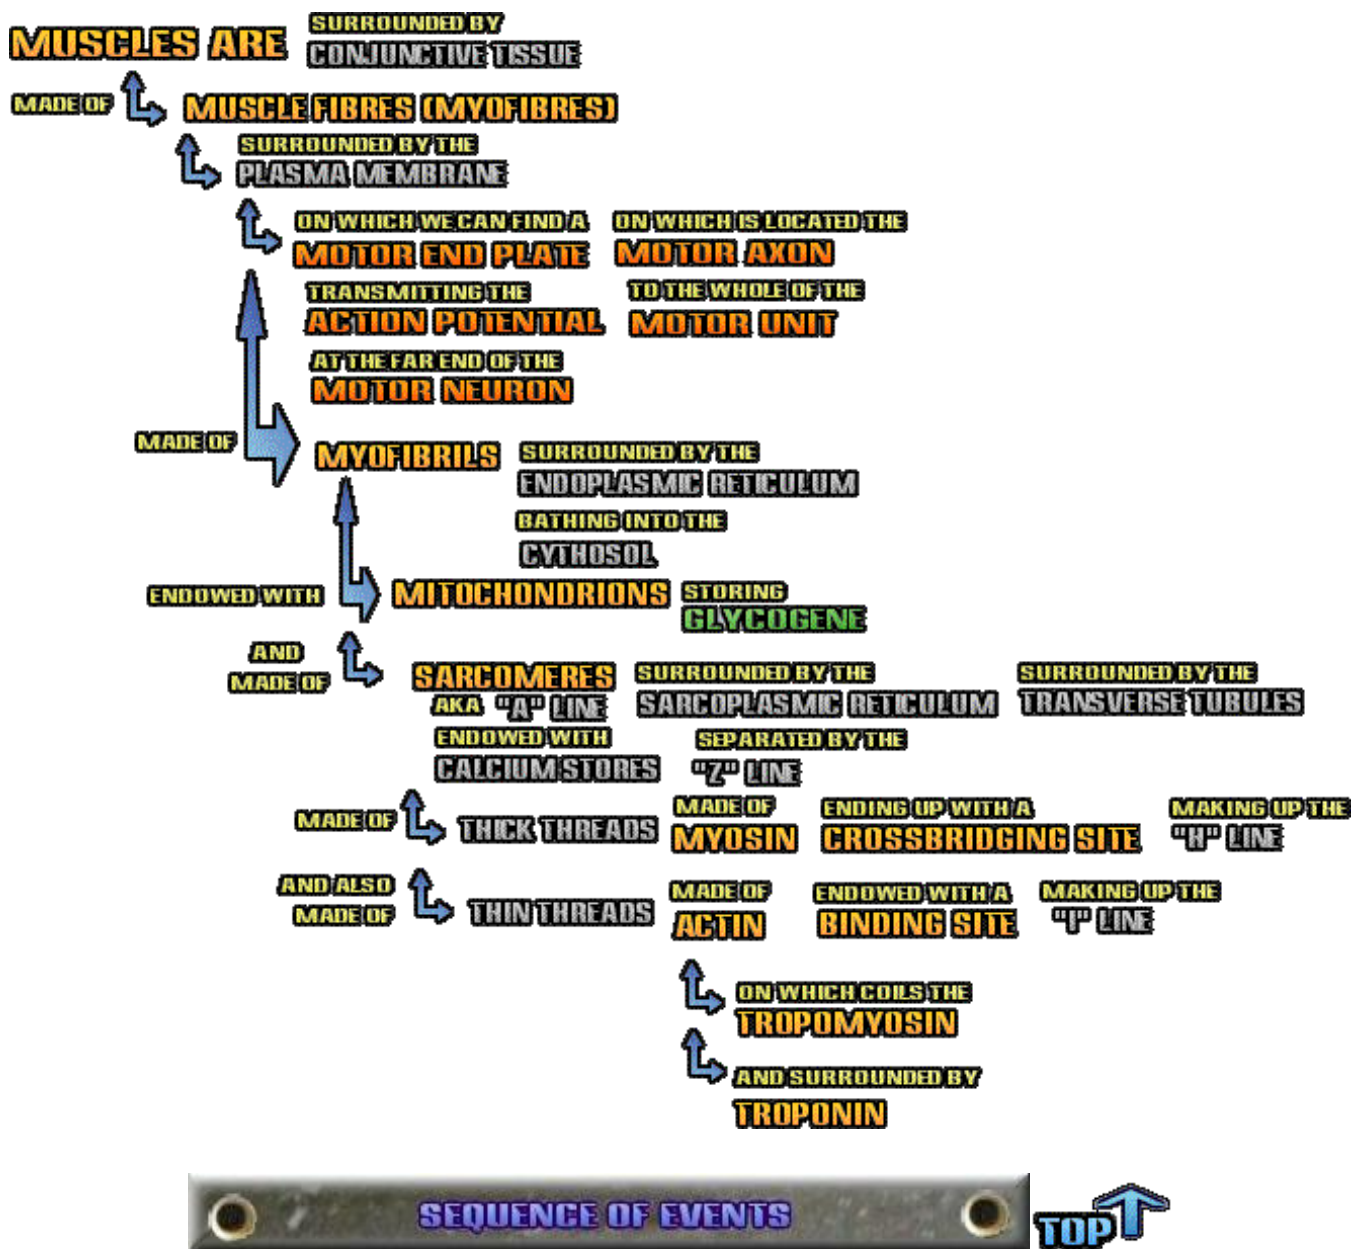 MUSCLES ARE
SURROUNDED BY
CONJUNCTIVE TISSUE
MADE OF
MUSCLE FIBRES (MYOFIBRES)
SURROUNDED BY THE
PLASMA MEMBRANE
ON WHICH WE CAN FIND A
MOTOR END PLATE
ON WHICH IS LOCATED THE
MOTOR AXON
TRANSMITTING THE
ACTION POTENTIAL
TO THE WHOLE OF THE
MOTOR UNIT
AT THE FAR END OF THE
MOTOR NEURON
MADE OF
MYOFIBRILS
SURROUNDED BY THE
ENDOPLASMIC RETICULUM
BATHING INTO THE
CYTHOSOL
ENDOWED WITH
MITOCHONDRIONS
STORING
GLYCOGENE
AND
MADE OF
SARCOMERES
AKA "A" LINE
SURROUNDED BY THE
SARCOPLASMIC RETICULUM
SURROUNDED BY THE
TRANSVERSE TUBULES
ENDOWED WITH
CALCIUM STORES
SEPARATED BY THE
"Z" LINE
MADE OF
THICK THREADS
MADE OF
MYOSIN
ENDING UP WITH A
CROSSBRIDGING SITE
MAKING UP THE
"H" LINE
AND ALSO
MADE OF
THIN THREADS
MADE OF
ACTIN
ENDOWED WITH A
BINDING SITE
MAKING UP THE
"I" LINE
ON WHICH COILS THE
TROPOMYOSIN
AND SURROUNDED BY
TROPONIN
SEQUENCE OF EVENTS
TOP